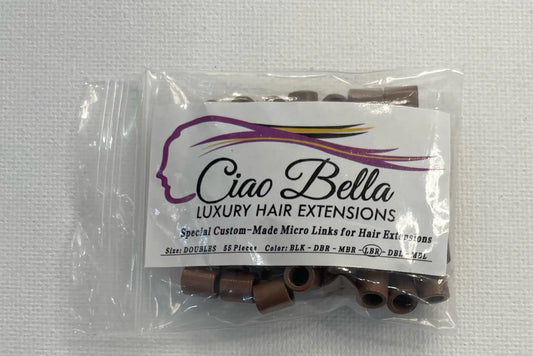 Ciao Bella
LUXURY HAIR EXTENSIONS
Special Custom-Made Micro Links for Hair Extensions
Size: DOUBLES 55 Pieces Color: BLK - DBR - MBR - LBR - DBL - MBL